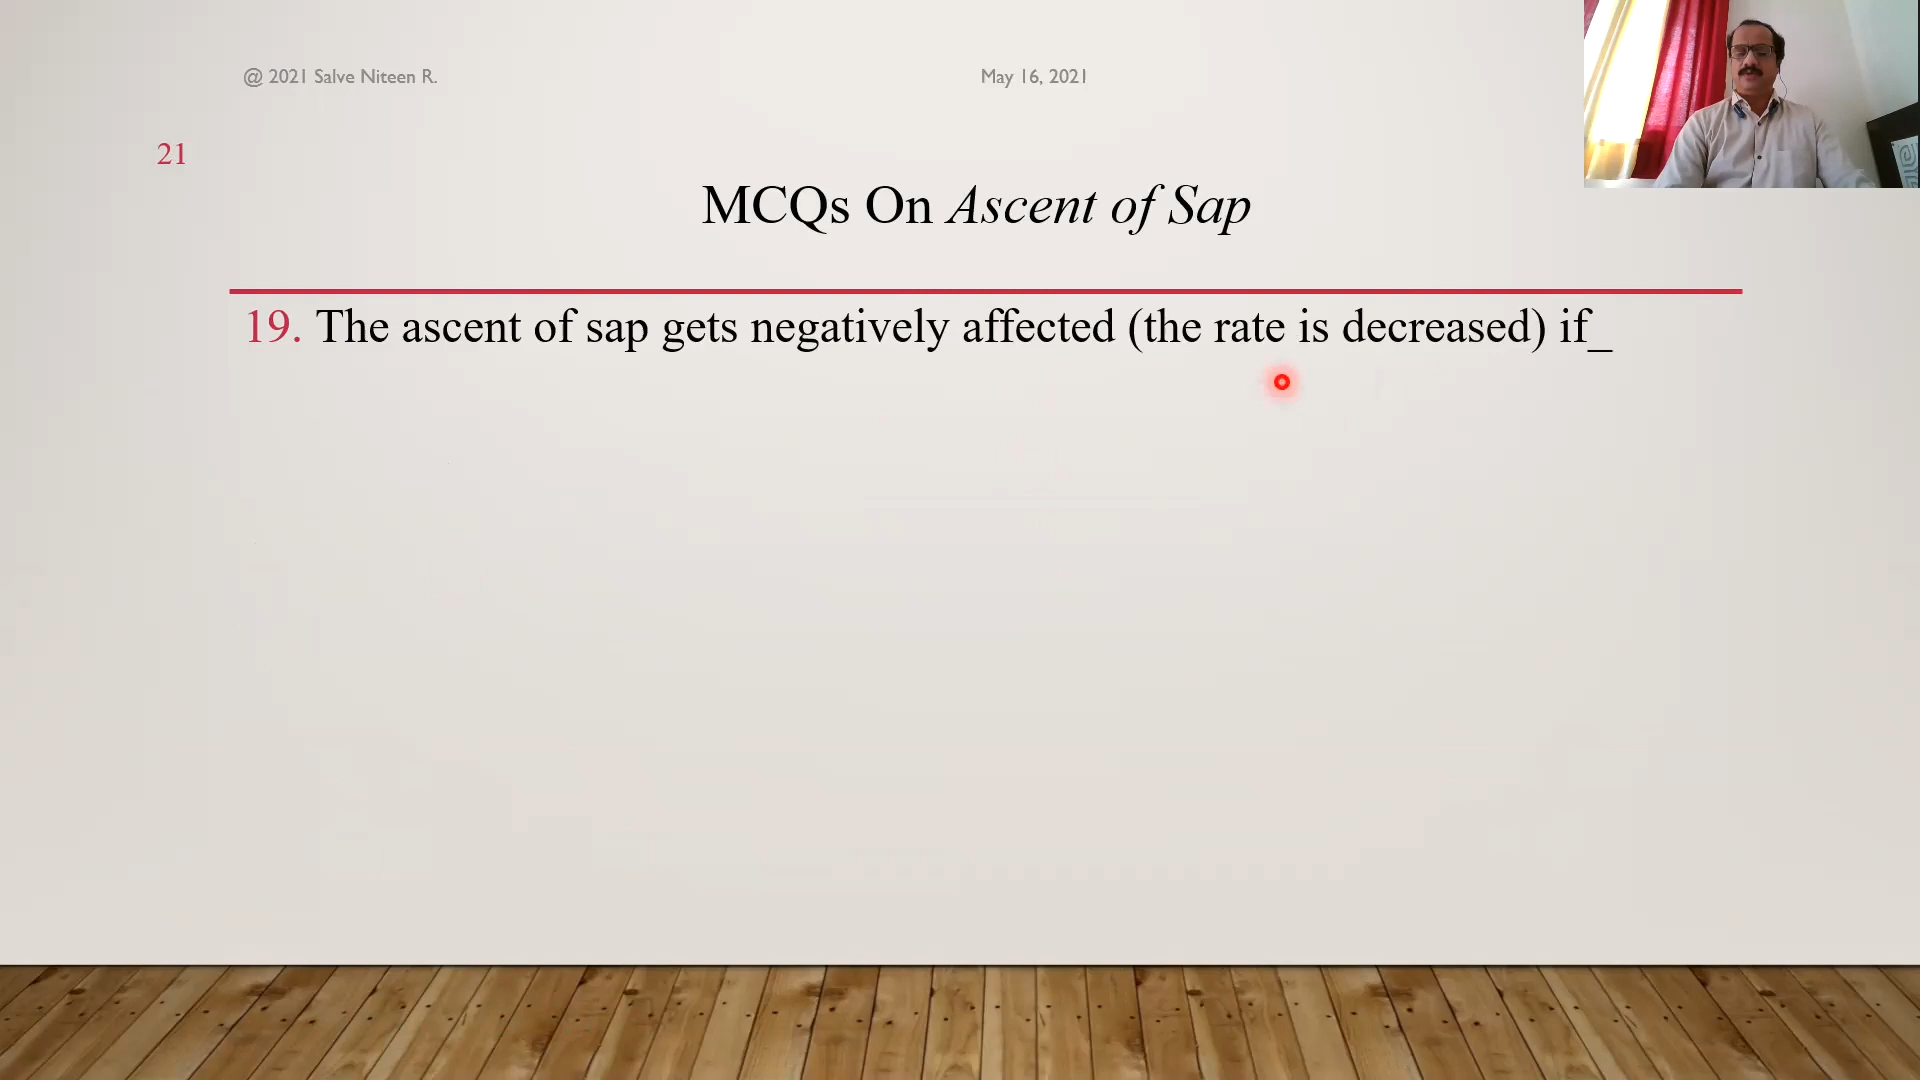 @ 2021 Salve Niteen R.
May 16, 2021
21
MCQs On Ascent of Sap
19. The ascent of sap gets negatively affected (the rate is decreased) if_